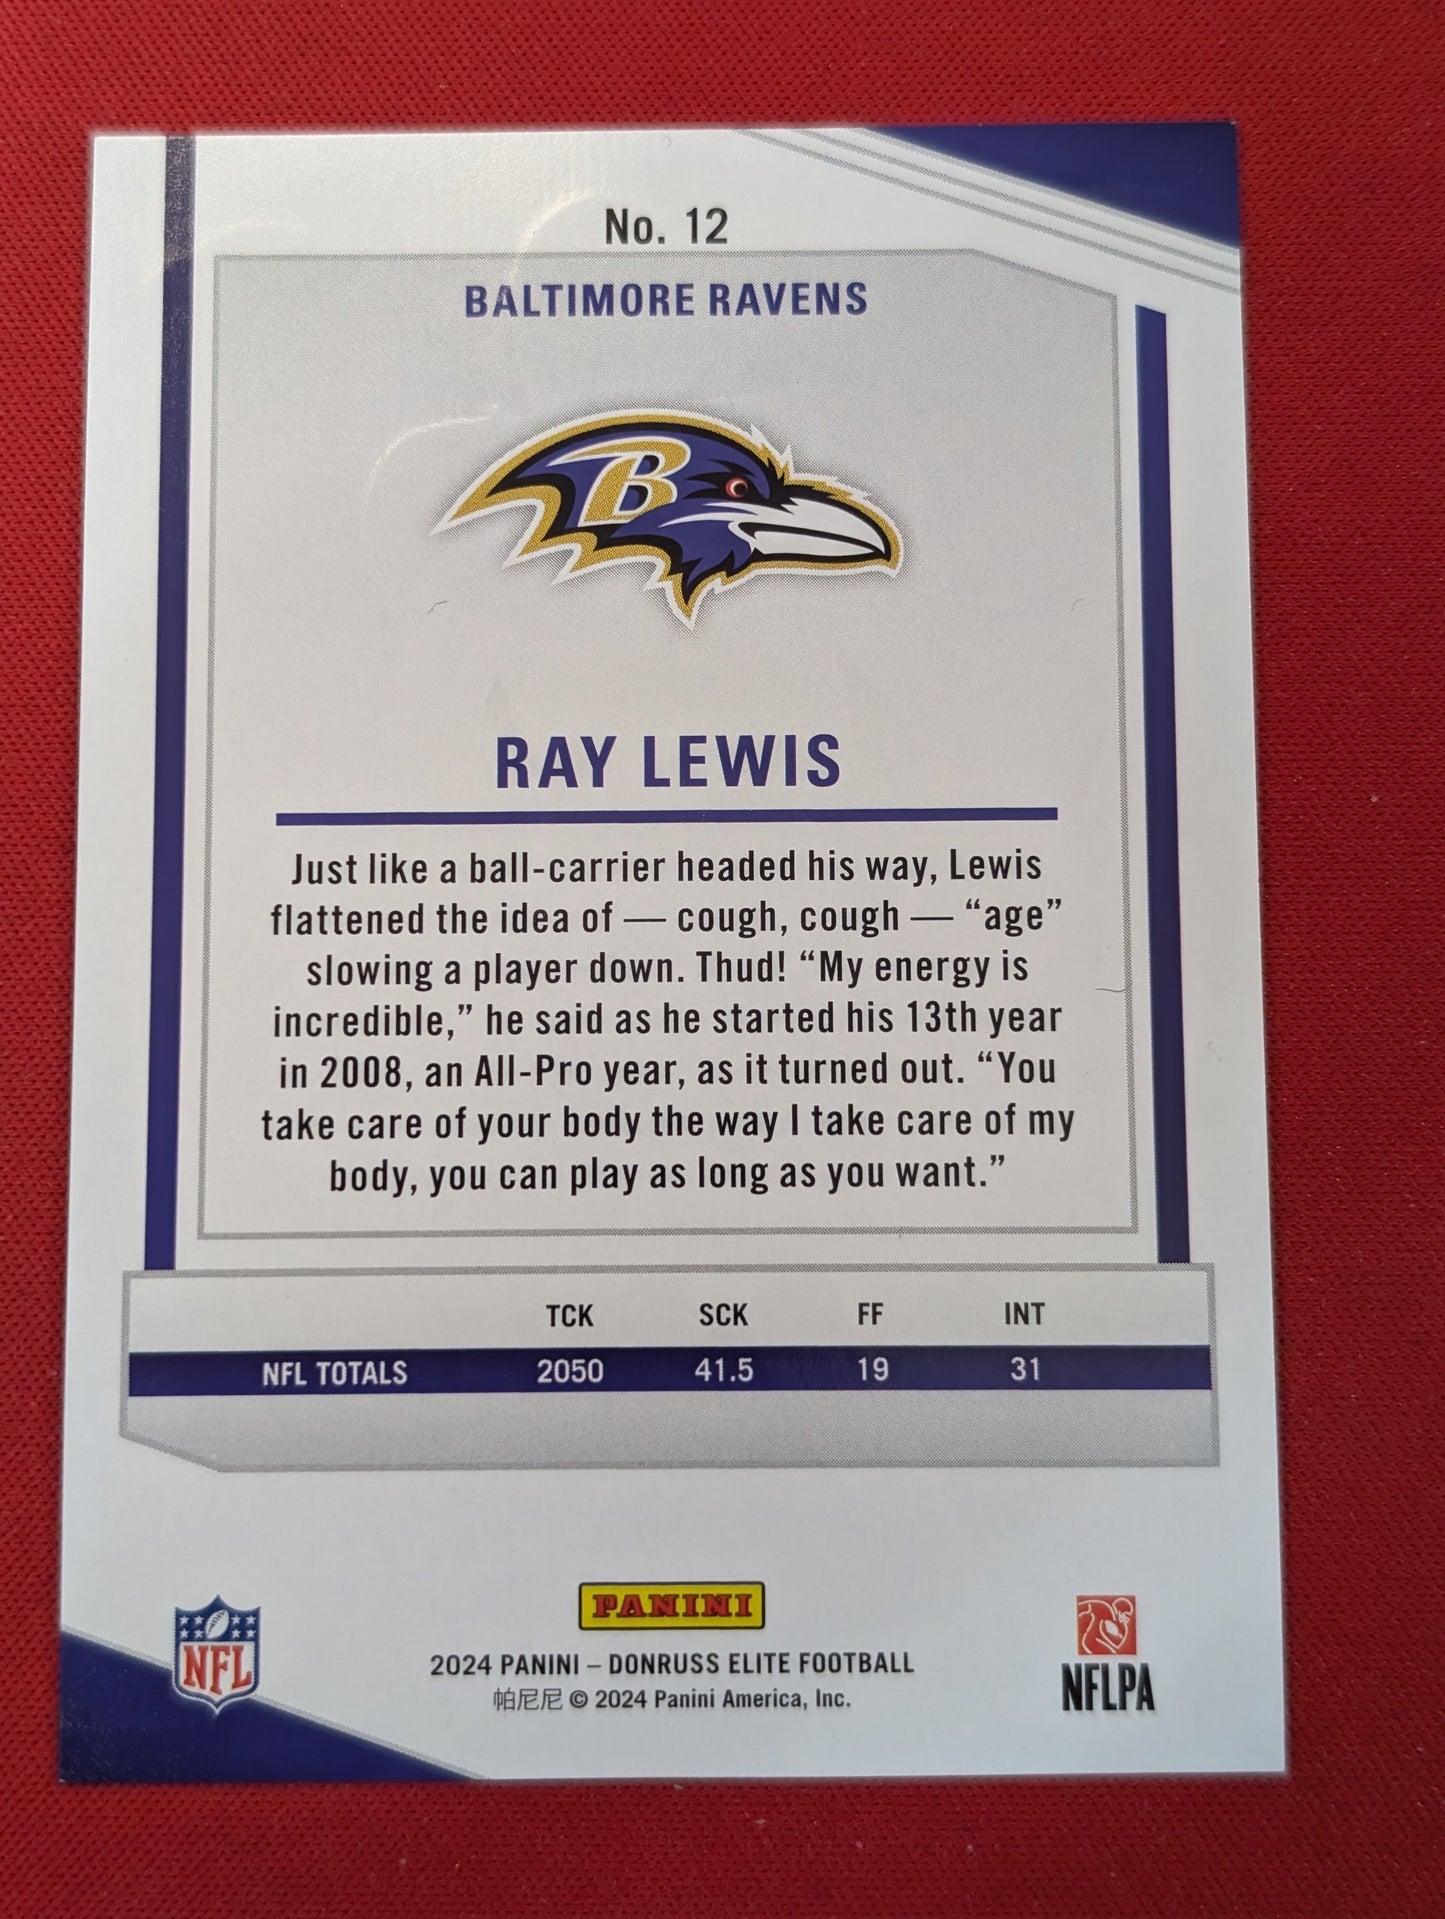 No. 12
BALTIMORE RAVENS
B
RAY LEWIS
Just like a ball-carrier headed his way, Lewis
flattened the idea of — cough, cough — “age”
slowing a player down. Thud! “My energy is
incredible,” he said as he started his 13th year
in 2008, an All-Pro year, as it turned out. “You
take care of your body the way I take care of my
body, you can play as long as you want.”
TCK SCK FF INT
NFL TOTALS 2050 41.5 19 31
PANINI
2024 PANINI – DONRUSS ELITE FOOTBALL
帕尼尼 © 2024 Panini America, Inc.
NFL
NFLPA